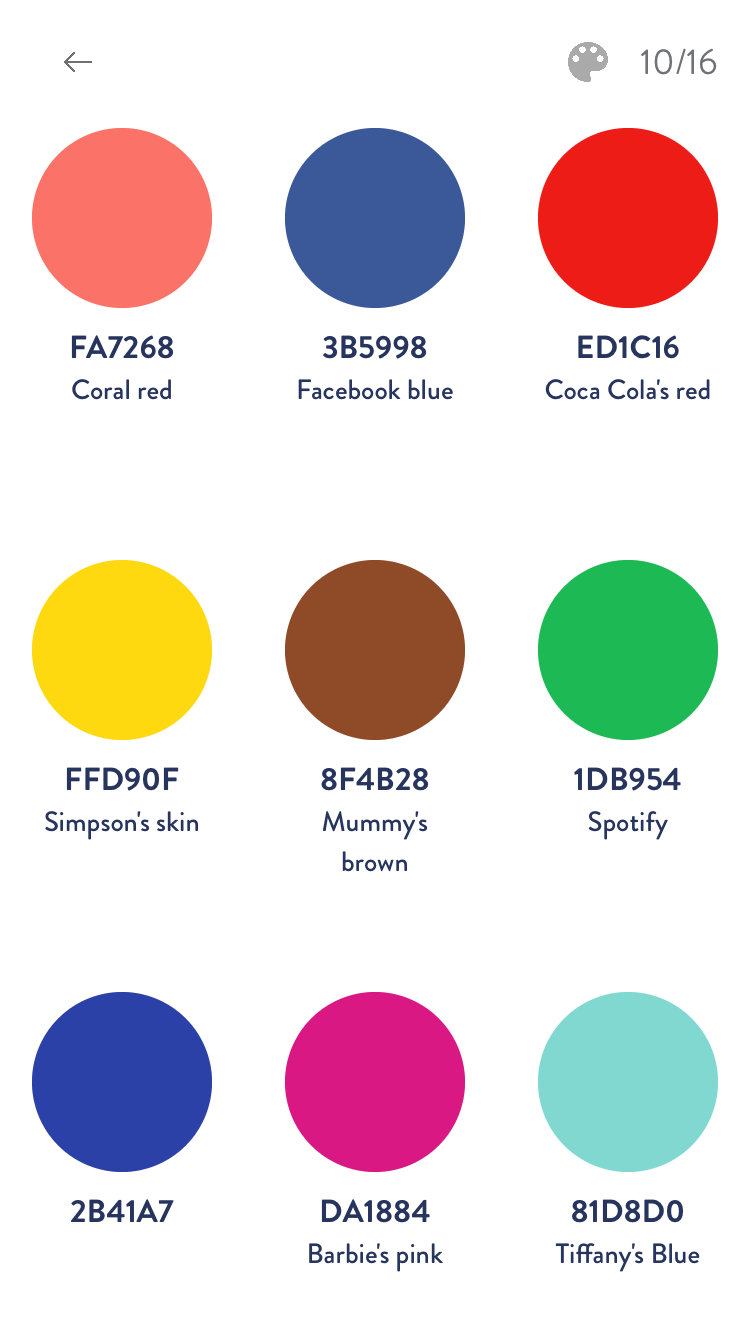 10/16
FA7268
Coral red
3B5998
Facebook blue
ED1C16
Coca Cola's red
FFD90F
Simpson's skin
8F4B28
Mummy's
brown
1DB954
Spotify
2B41A7
DA1884
Barbie's pink
81D8D0
Tiffany's Blue